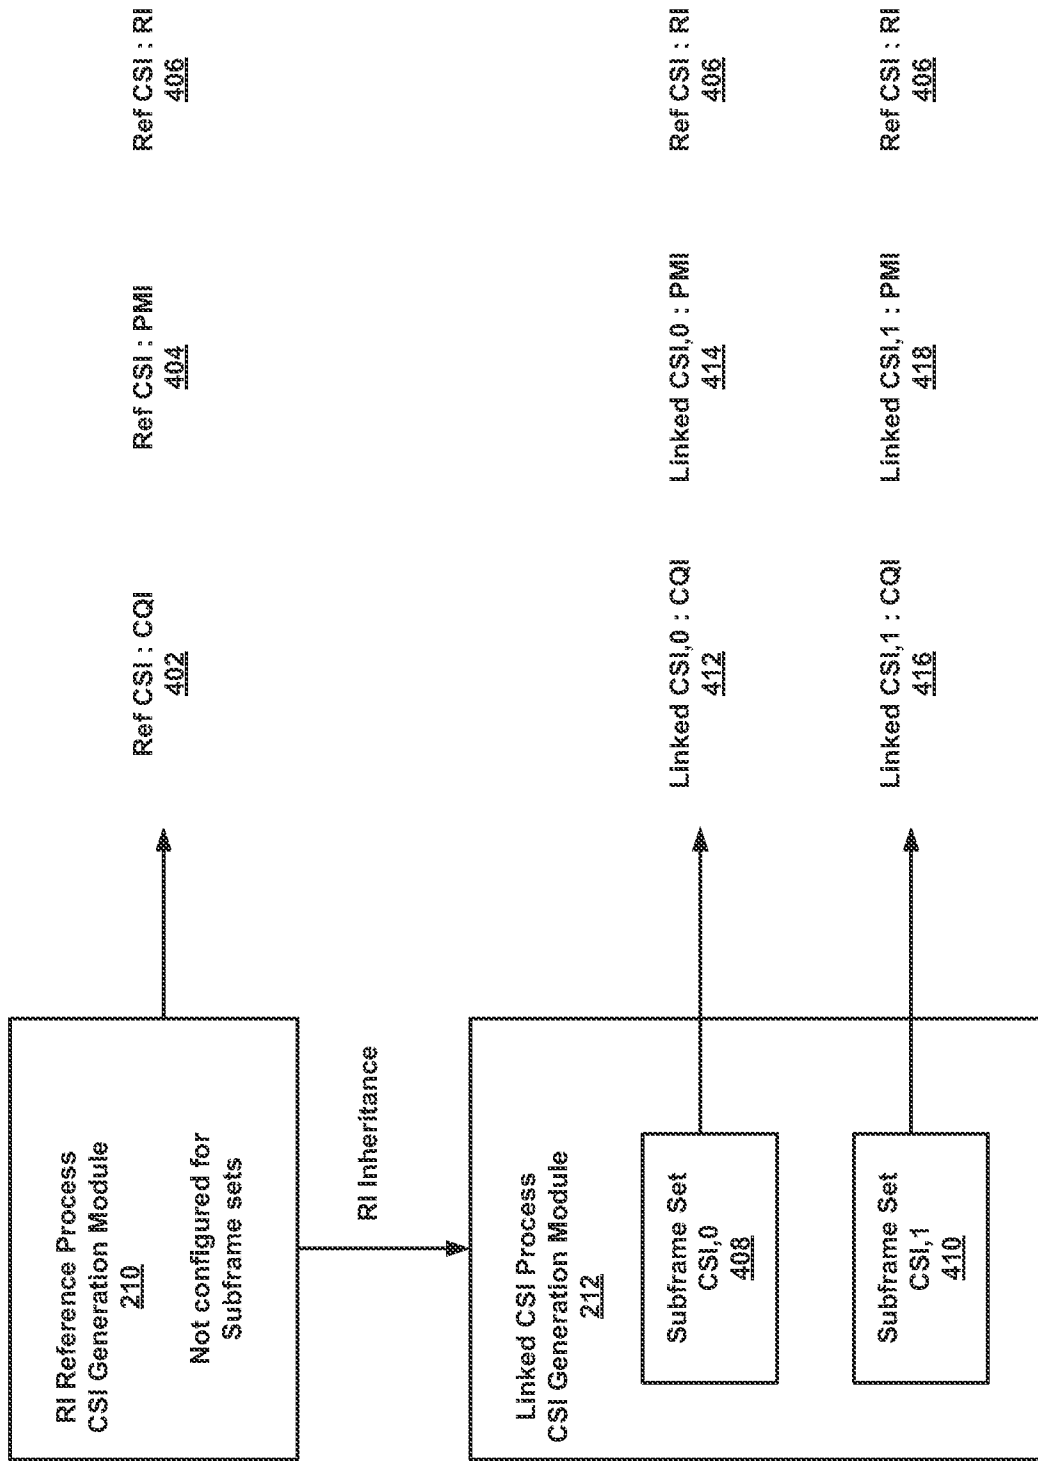 RI Reference Process
CSI Generation Module
210
Not configured for
Subframe sets
Ref CSI : CQI
402
Ref CSI : PMI
404
Ref CSI : RI
406
RI Inheritance
Linked CSI Process
CSI Generation Module
212
Subframe Set
CSI,0
408
Linked CSI,0 : CQI
412
Linked CSI,0 : PMI
414
Ref CSI : RI
406
Subframe Set
CSI,1
410
Linked CSI,1 : CQI
416
Linked CSI,1 : PMI
418
Ref CSI : RI
406